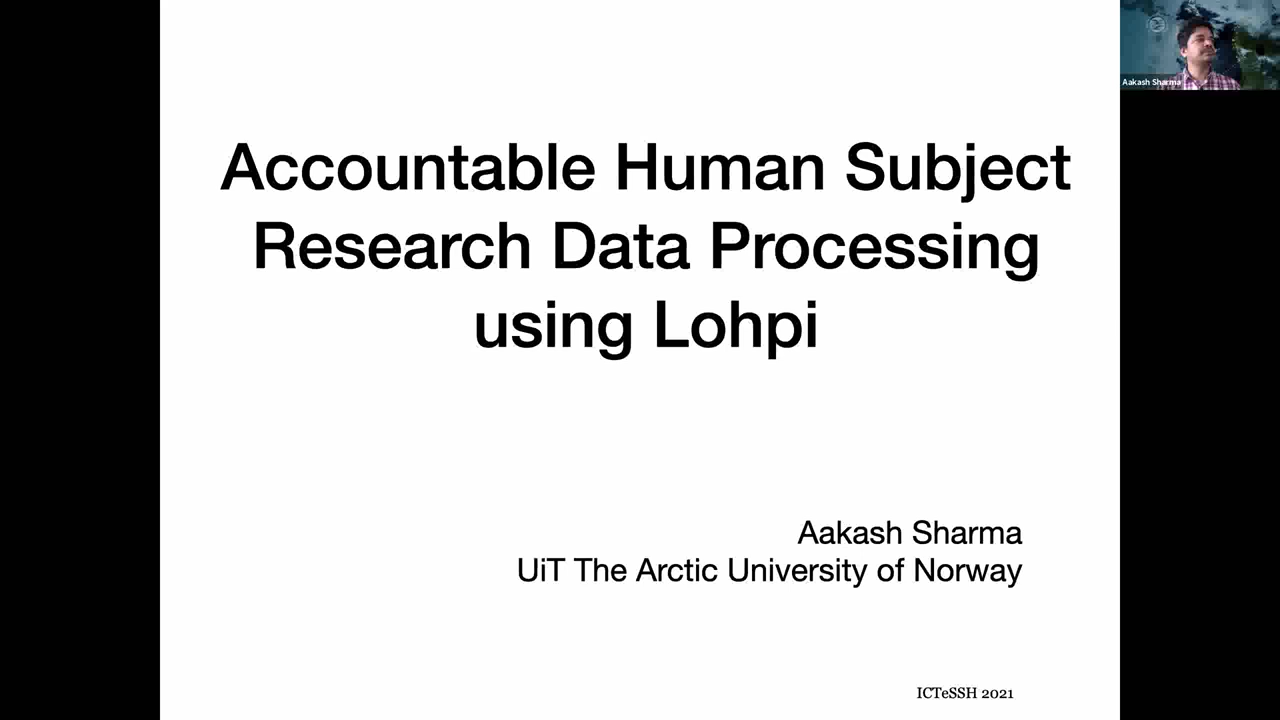 Aakash Sharma
Accountable Human Subject
Research Data Processing
using Lohpi
Aakash Sharma
UiT The Arctic University of Norway
ICTeSSH 2021